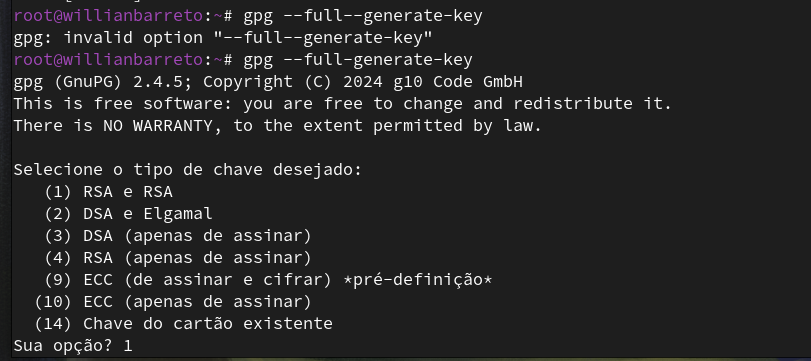 root@willianbarreto:~# gpg --full--generate-key
gpg: invalid option "--full--generate-key"
root@willianbarreto:~# gpg --full-generate-key
gpg (GnuPG) 2.4.5; Copyright (C) 2024 g10 Code GmbH
This is free software: you are free to change and redistribute it.
There is NO WARRANTY, to the extent permitted by law.

Selecione o tipo de chave desejado:
   (1) RSA e RSA
   (2) DSA e Elgamal
   (3) DSA (apenas de assinar)
   (4) RSA (apenas de assinar)
   (9) ECC (de assinar e cifrar) *pré-definição*
  (10) ECC (apenas de assinar)
  (14) Chave do cartão existente
Sua opção? 1